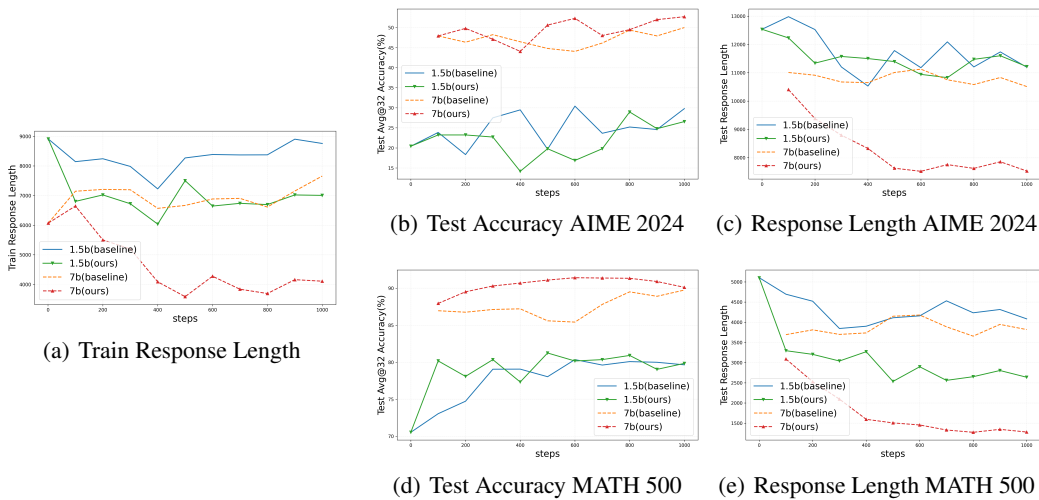 9000
8000
7000
6000
5000
4000
Train Response Length
1.5b(baseline)
1.5b(ours)
7b(baseline)
7b(ours)
0 200 400 600 800 1000
steps
(a) Train Response Length
50
45
40
35
30
25
20
15
Test Avg@32 Accuracy(%)
1.5b(baseline)
1.5b(ours)
7b(baseline)
7b(ours)
0 200 400 600 800 1000
steps
(b) Test Accuracy AIME 2024
13000
12000
11000
10000
9000
8000
Test Response Length
1.5b(baseline)
1.5b(ours)
7b(baseline)
7b(ours)
0 200 400 600 800 1000
steps
(c) Response Length AIME 2024
90
85
80
75
70
Test Avg@32 Accuracy(%)
1.5b(baseline)
1.5b(ours)
7b(baseline)
7b(ours)
0 200 400 600 800 1000
steps
(d) Test Accuracy MATH 500
5000
4500
4000
3500
3000
2500
2000
1500
Test Response Length
1.5b(baseline)
1.5b(ours)
7b(baseline)
7b(ours)
0 200 400 600 800 1000
steps
(e) Response Length MATH 500